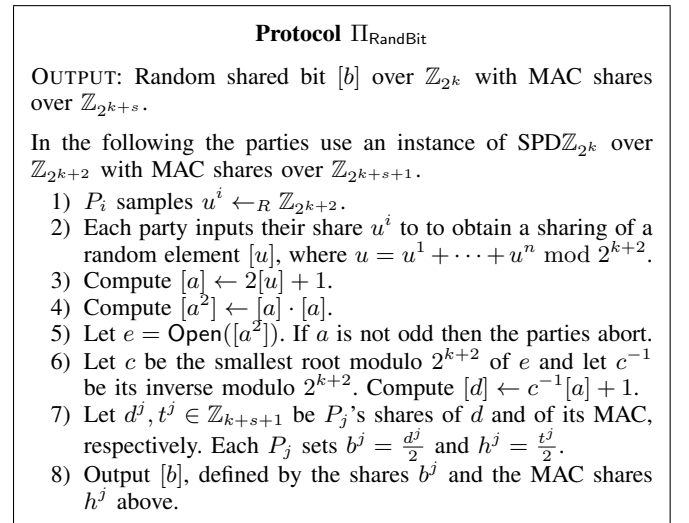 Protocol Π_RandBit
OUTPUT: Random shared bit [b] over ℤ_{2^k} with MAC shares
over ℤ_{2^{k+s}}.
In the following the parties use an instance of SPDℤ_{2^k} over
ℤ_{2^{k+2}} with MAC shares over ℤ_{2^{k+s+1}}.
1) P_i samples u^i ←_R ℤ_{2^{k+2}}.
2) Each party inputs their share u^i to to obtain a sharing of a
random element [u], where u = u^1 + ⋯ + u^n mod 2^{k+2}.
3) Compute [a] ← 2[u] + 1.
4) Compute [a^2] ← [a] · [a].
5) Let e = Open([a^2]). If a is not odd then the parties abort.
6) Let c be the smallest root modulo 2^{k+2} of e and let c^{-1}
be its inverse modulo 2^{k+2}. Compute [d] ← c^{-1}[a] + 1.
7) Let d^j, t^j ∈ ℤ_{k+s+1} be P_j's shares of d and of its MAC,
respectively. Each P_j sets b^j = \frac{d^j}{2} and h^j = \frac{t^j}{2}.
8) Output [b], defined by the shares b^j and the MAC shares
h^j above.